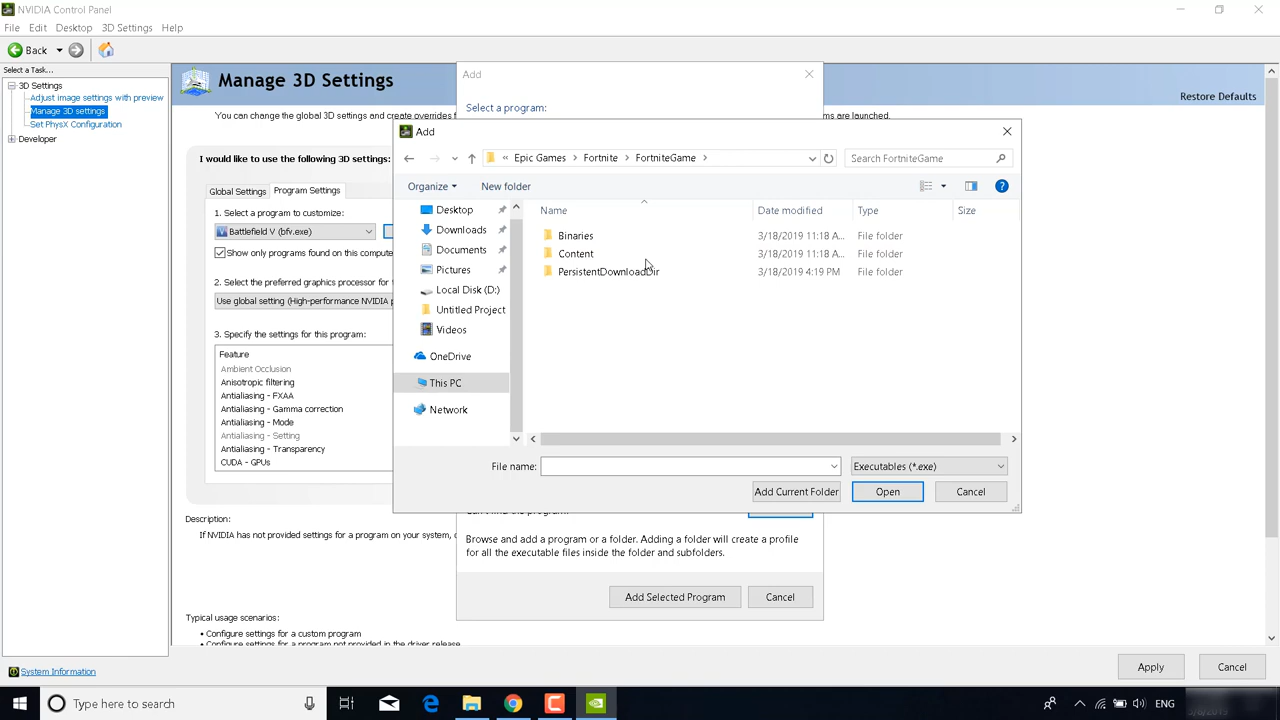 NVIDIA Control Panel
File Edit Desktop 3D Settings Help
Back
Select a Task...
3D Settings
Adjust image settings with preview
Manage 3D settings
Set PhysX Configuration
Developer
System Information
Manage 3D Settings
Restore Defaults
You can change the global 3D settings and create overrides f
ms are launched.
I would like to use the following 3D settings:
Global Settings Program Settings
1. Select a program to customize:
Battlefield V (bfv.exe)
Show only programs found on this compute
2. Select the preferred graphics processor for
Use global setting (High-performance NVIDIA p
3. Specify the settings for this program:
Feature
Ambient Occlusion
Anisotropic filtering
Antialiasing - FXAA
Antialiasing - Gamma correction
Antialiasing - Mode
Antialiasing - Setting
Antialiasing - Transparency
CUDA - GPUs
Description:
If NVIDIA has not provided settings for a program on your system, c
Typical usage scenarios:
• Configure settings for a custom program
• Configure settings for a program not provided in the driver release
Apply Cancel
Add
Select a program:
Browse and add a program or a folder. Adding a folder will create a profile
for all the executable files inside the folder and subfolders.
Add Selected Program Cancel
Add
« Epic Games › Fortnite › FortniteGame ›
Search FortniteGame
Organize New folder
Desktop
Downloads
Documents
Pictures
Local Disk (D:)
Untitled Project
Videos
OneDrive
This PC
Network
Name Date modified Type Size
Binaries 3/18/2019 11:18 A... File folder
Content 3/18/2019 11:18 A... File folder
PersistentDownloadDir 3/18/2019 4:19 PM File folder
File name:
Executables (*.exe)
Add Current Folder Open Cancel
Type here to search
ENG